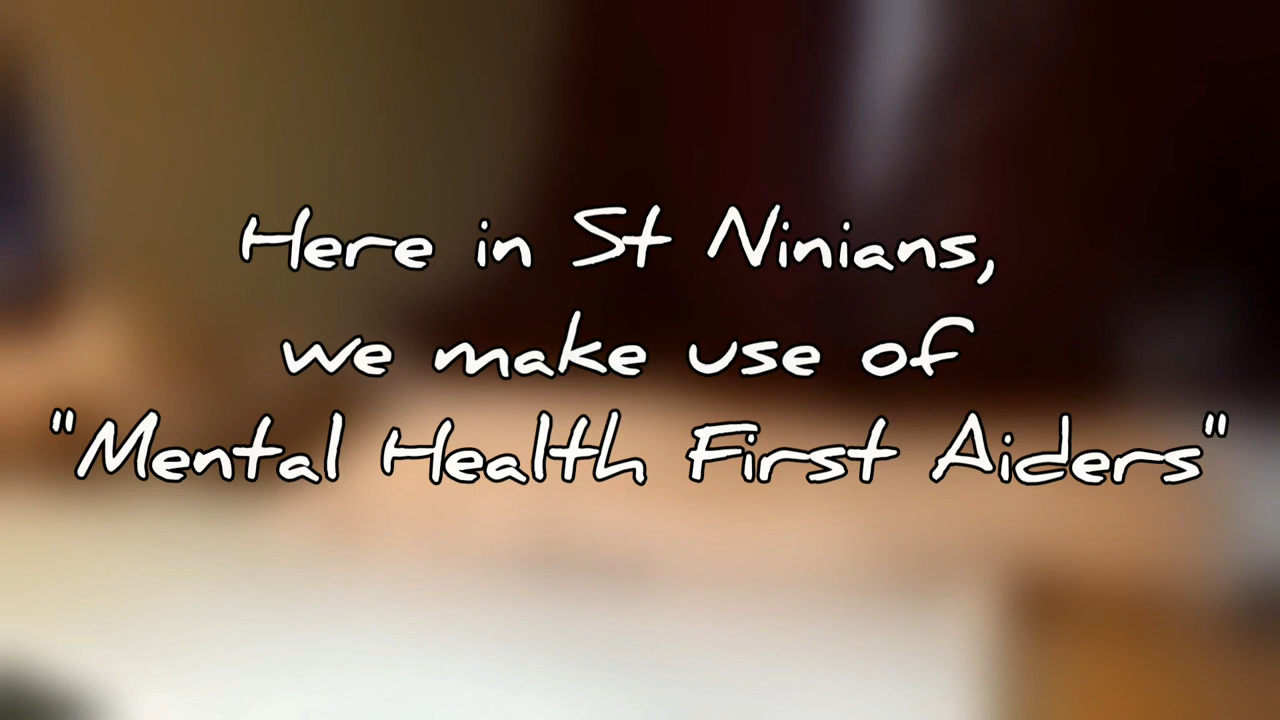 Here in St Ninians,
we make use of
"Mental Health First Aiders"